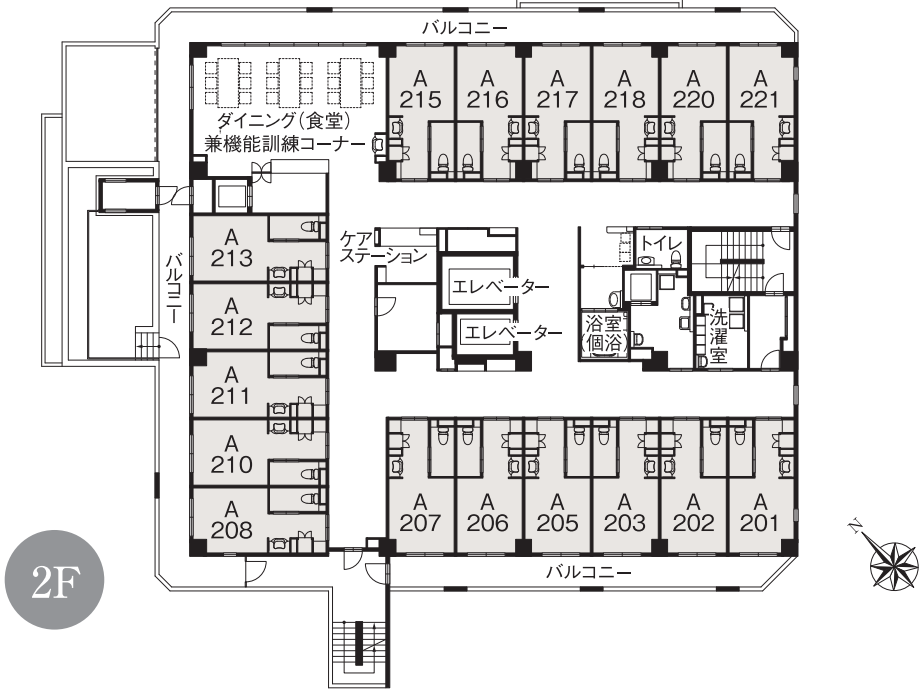 バルコニー
ダイニング（食堂）
兼機能訓練コーナー
A
215
A
216
A
217
A
218
A
220
A
221
バルコニー
A
213
A
212
A
211
A
210
A
208
ケア
ステーション
エレベーター
エレベーター
トイレ
浴室
(個浴)
洗濯室
A
207
A
206
A
205
A
203
A
202
A
201
バルコニー
2F
N